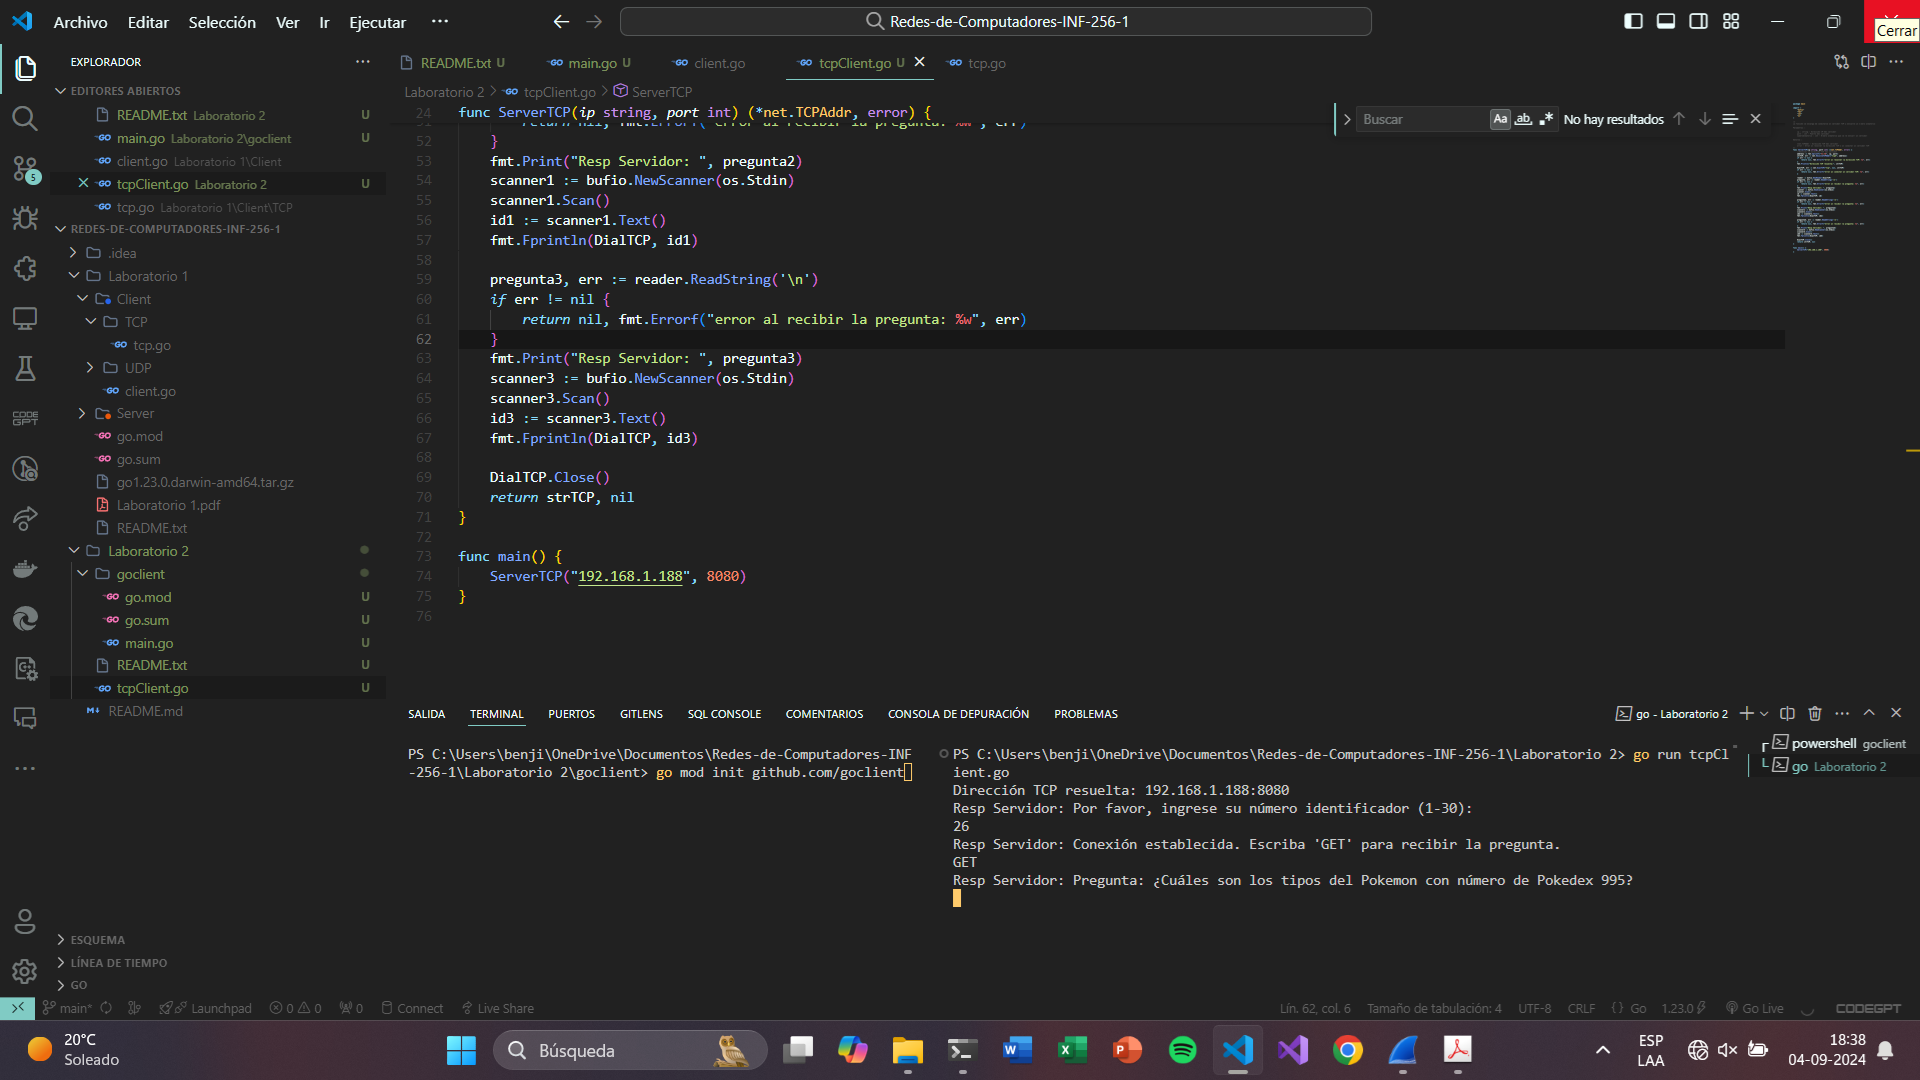 Archivo Editar Selección Ver Ir Ejecutar ···
Redes-de-Computadores-INF-256-1
Cerrar
EXPLORADOR
EDITORES ABIERTOS
README.txt Laboratorio 2 U
main.go Laboratorio 2\goclient U
client.go Laboratorio 1\Client
tcpClient.go Laboratorio 2 U
tcp.go Laboratorio 1\Client\TCP
5
REDES-DE-COMPUTADORES-INF-256-1
.idea
Laboratorio 1
Client
TCP
tcp.go
UDP
client.go
Server
go.mod
go.sum
go1.23.0.darwin-amd64.tar.gz
Laboratorio 1.pdf
README.txt
Laboratorio 2
goclient
go.mod U
go.sum U
main.go U
README.txt U
tcpClient.go U
README.md
CODE GPT
ESQUEMA
LÍNEA DE TIEMPO
GO
README.txt U
main.go U
client.go
tcpClient.go U
tcp.go
Laboratorio 2 > tcpClient.go > ServerTCP
Buscar
Aa ab .*
No hay resultados
24 func ServerTCP(ip string, port int) (*net.TCPAddr, error) {
51 return nil, fmt.Errorf("error al recibir la pregunta: %w", err)
52 }
53 fmt.Print("Resp Servidor: ", pregunta2)
54 scanner1 := bufio.NewScanner(os.Stdin)
55 scanner1.Scan()
56 id1 := scanner1.Text()
57 fmt.Fprintln(DialTCP, id1)
58
59 pregunta3, err := reader.ReadString('\n')
60 if err != nil {
61 return nil, fmt.Errorf("error al recibir la pregunta: %w", err)
62 }
63 fmt.Print("Resp Servidor: ", pregunta3)
64 scanner3 := bufio.NewScanner(os.Stdin)
65 scanner3.Scan()
66 id3 := scanner3.Text()
67 fmt.Fprintln(DialTCP, id3)
68
69 DialTCP.Close()
70 return strTCP, nil
71 }
72
73 func main() {
74 ServerTCP("192.168.1.188", 8080)
75 }
76
SALIDA TERMINAL PUERTOS GITLENS SQL CONSOLE COMENTARIOS CONSOLA DE DEPURACIÓN PROBLEMAS
go - Laboratorio 2
PS C:\Users\benji\OneDrive\Documentos\Redes-de-Computadores-INF
-256-1\Laboratorio 2\goclient> go mod init github.com/goclient
PS C:\Users\benji\OneDrive\Documentos\Redes-de-Computadores-INF-256-1\Laboratorio 2> go run tcpCl
ient.go
Dirección TCP resuelta: 192.168.1.188:8080
Resp Servidor: Por favor, ingrese su número identificador (1-30):
26
Resp Servidor: Conexión establecida. Escriba 'GET' para recibir la pregunta.
GET
Resp Servidor: Pregunta: ¿Cuáles son los tipos del Pokemon con número de Pokedex 995?
powershell goclient
go Laboratorio 2
main* Launchpad 0 0 0 Connect Live Share
Lín. 62, col. 6 Tamaño de tabulación: 4 UTF-8 CRLF {} Go 1.23.0 Go Live CODEGPT
20°C
Soleado
Búsqueda
ESP
LAA
18:38
04-09-2024